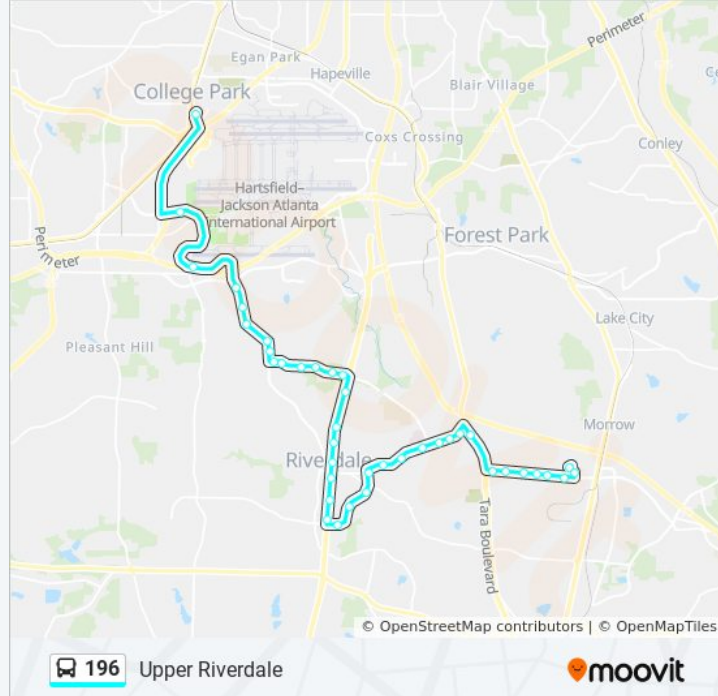 Egan Park
Perimeter
Hapeville
College Park
Blair Village
Coxs Crossing
Conley
Hartsfield–
Jackson Atlanta
International Airport
Perimeter
Forest Park
Lake City
Pleasant Hill
Morrow
Riverdale
Tara Boulevard
© OpenStreetMap contributors | © OpenMapTiles
196 Upper Riverdale
moovit